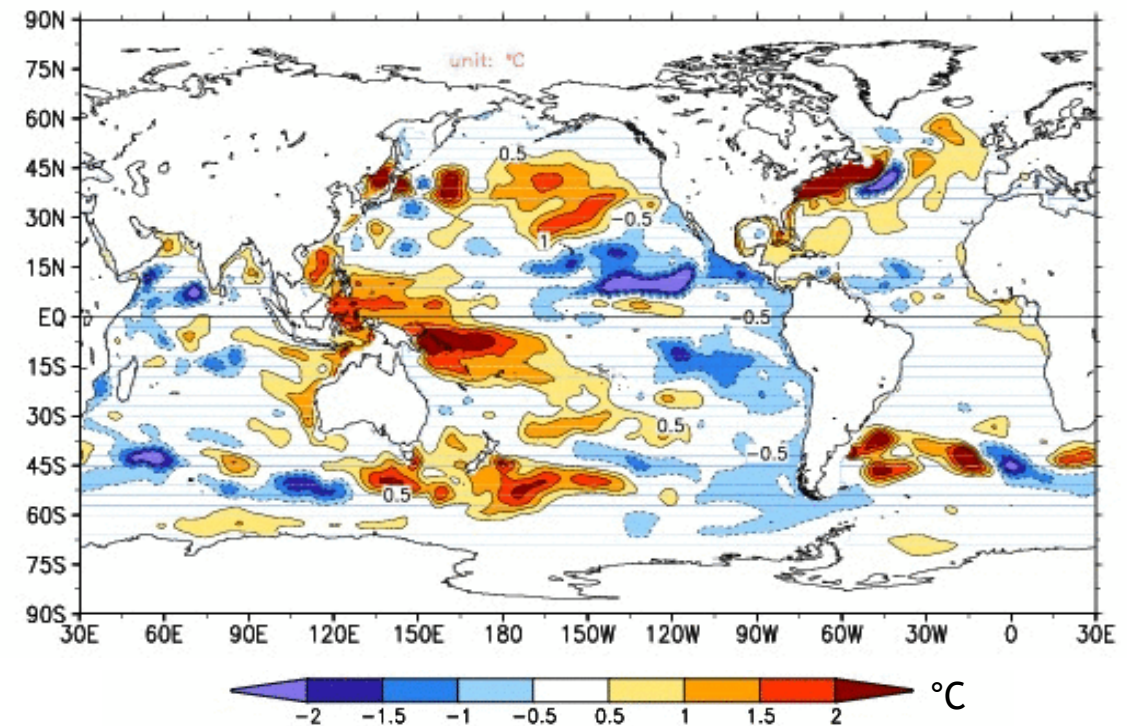 90N
75N
unit: °C
60N
0.5
45N
30N
-0.5
1
15N
EQ
-0.5
15S
30S
0.5
-0.5
45S
0.5
60S
75S
90S
30E 60E 90E 120E 150E 180 150W 120W 90W 60W 30W 0 30E
°C
-2 -1.5 -1 -0.5 0.5 1 1.5 2